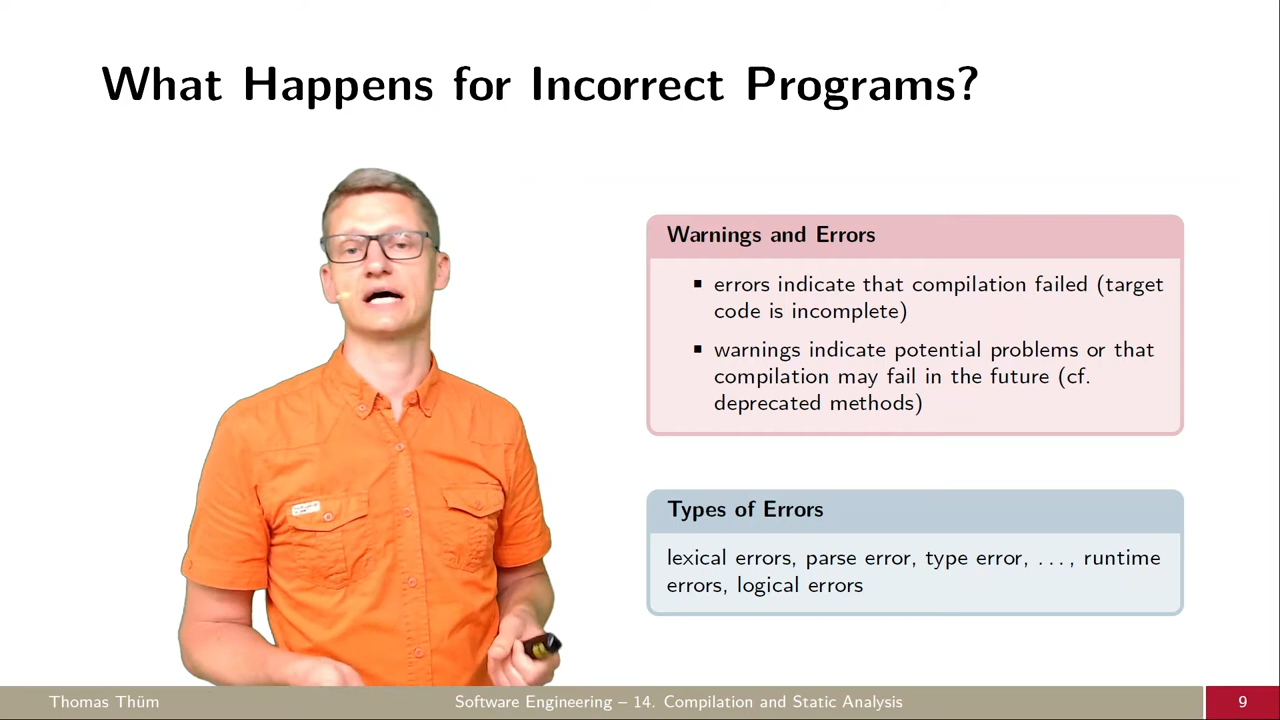 What Happens for Incorrect Programs?
Warnings and Errors
▪ errors indicate that compilation failed (target
code is incomplete)
▪ warnings indicate potential problems or that
compilation may fail in the future (cf.
deprecated methods)
Types of Errors
lexical errors, parse error, type error, . . . , runtime
errors, logical errors
Thomas Thüm
Software Engineering – 14. Compilation and Static Analysis
9